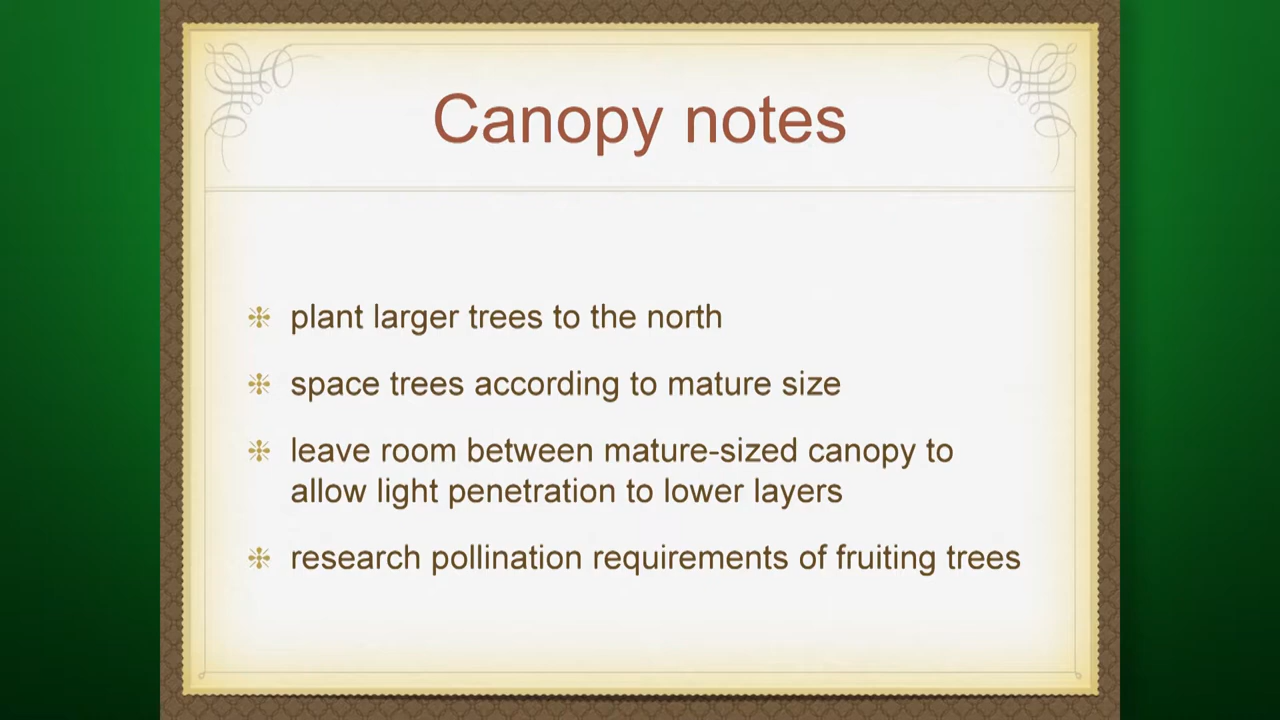 Canopy notes
plant larger trees to the north
space trees according to mature size
leave room between mature-sized canopy to
allow light penetration to lower layers
research pollination requirements of fruiting trees